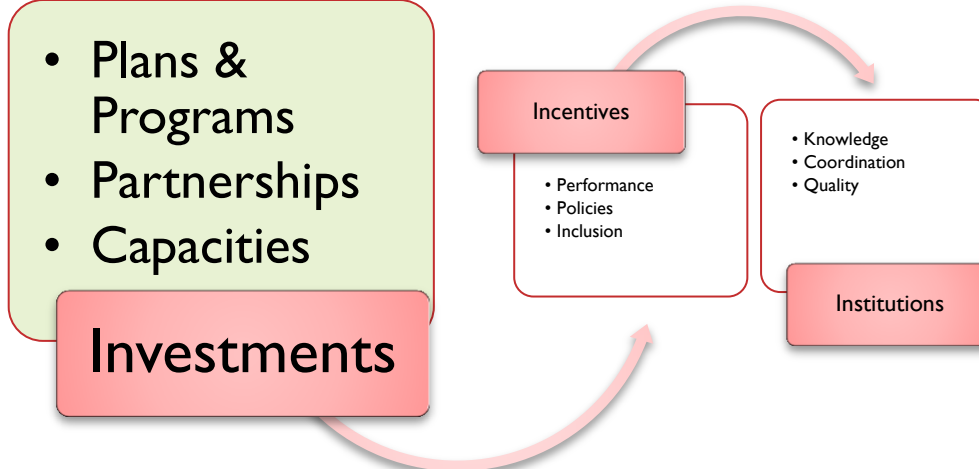 • Plans &
Programs
• Partnerships
• Capacities
Investments
Incentives
• Performance
• Policies
• Inclusion
• Knowledge
• Coordination
• Quality
Institutions